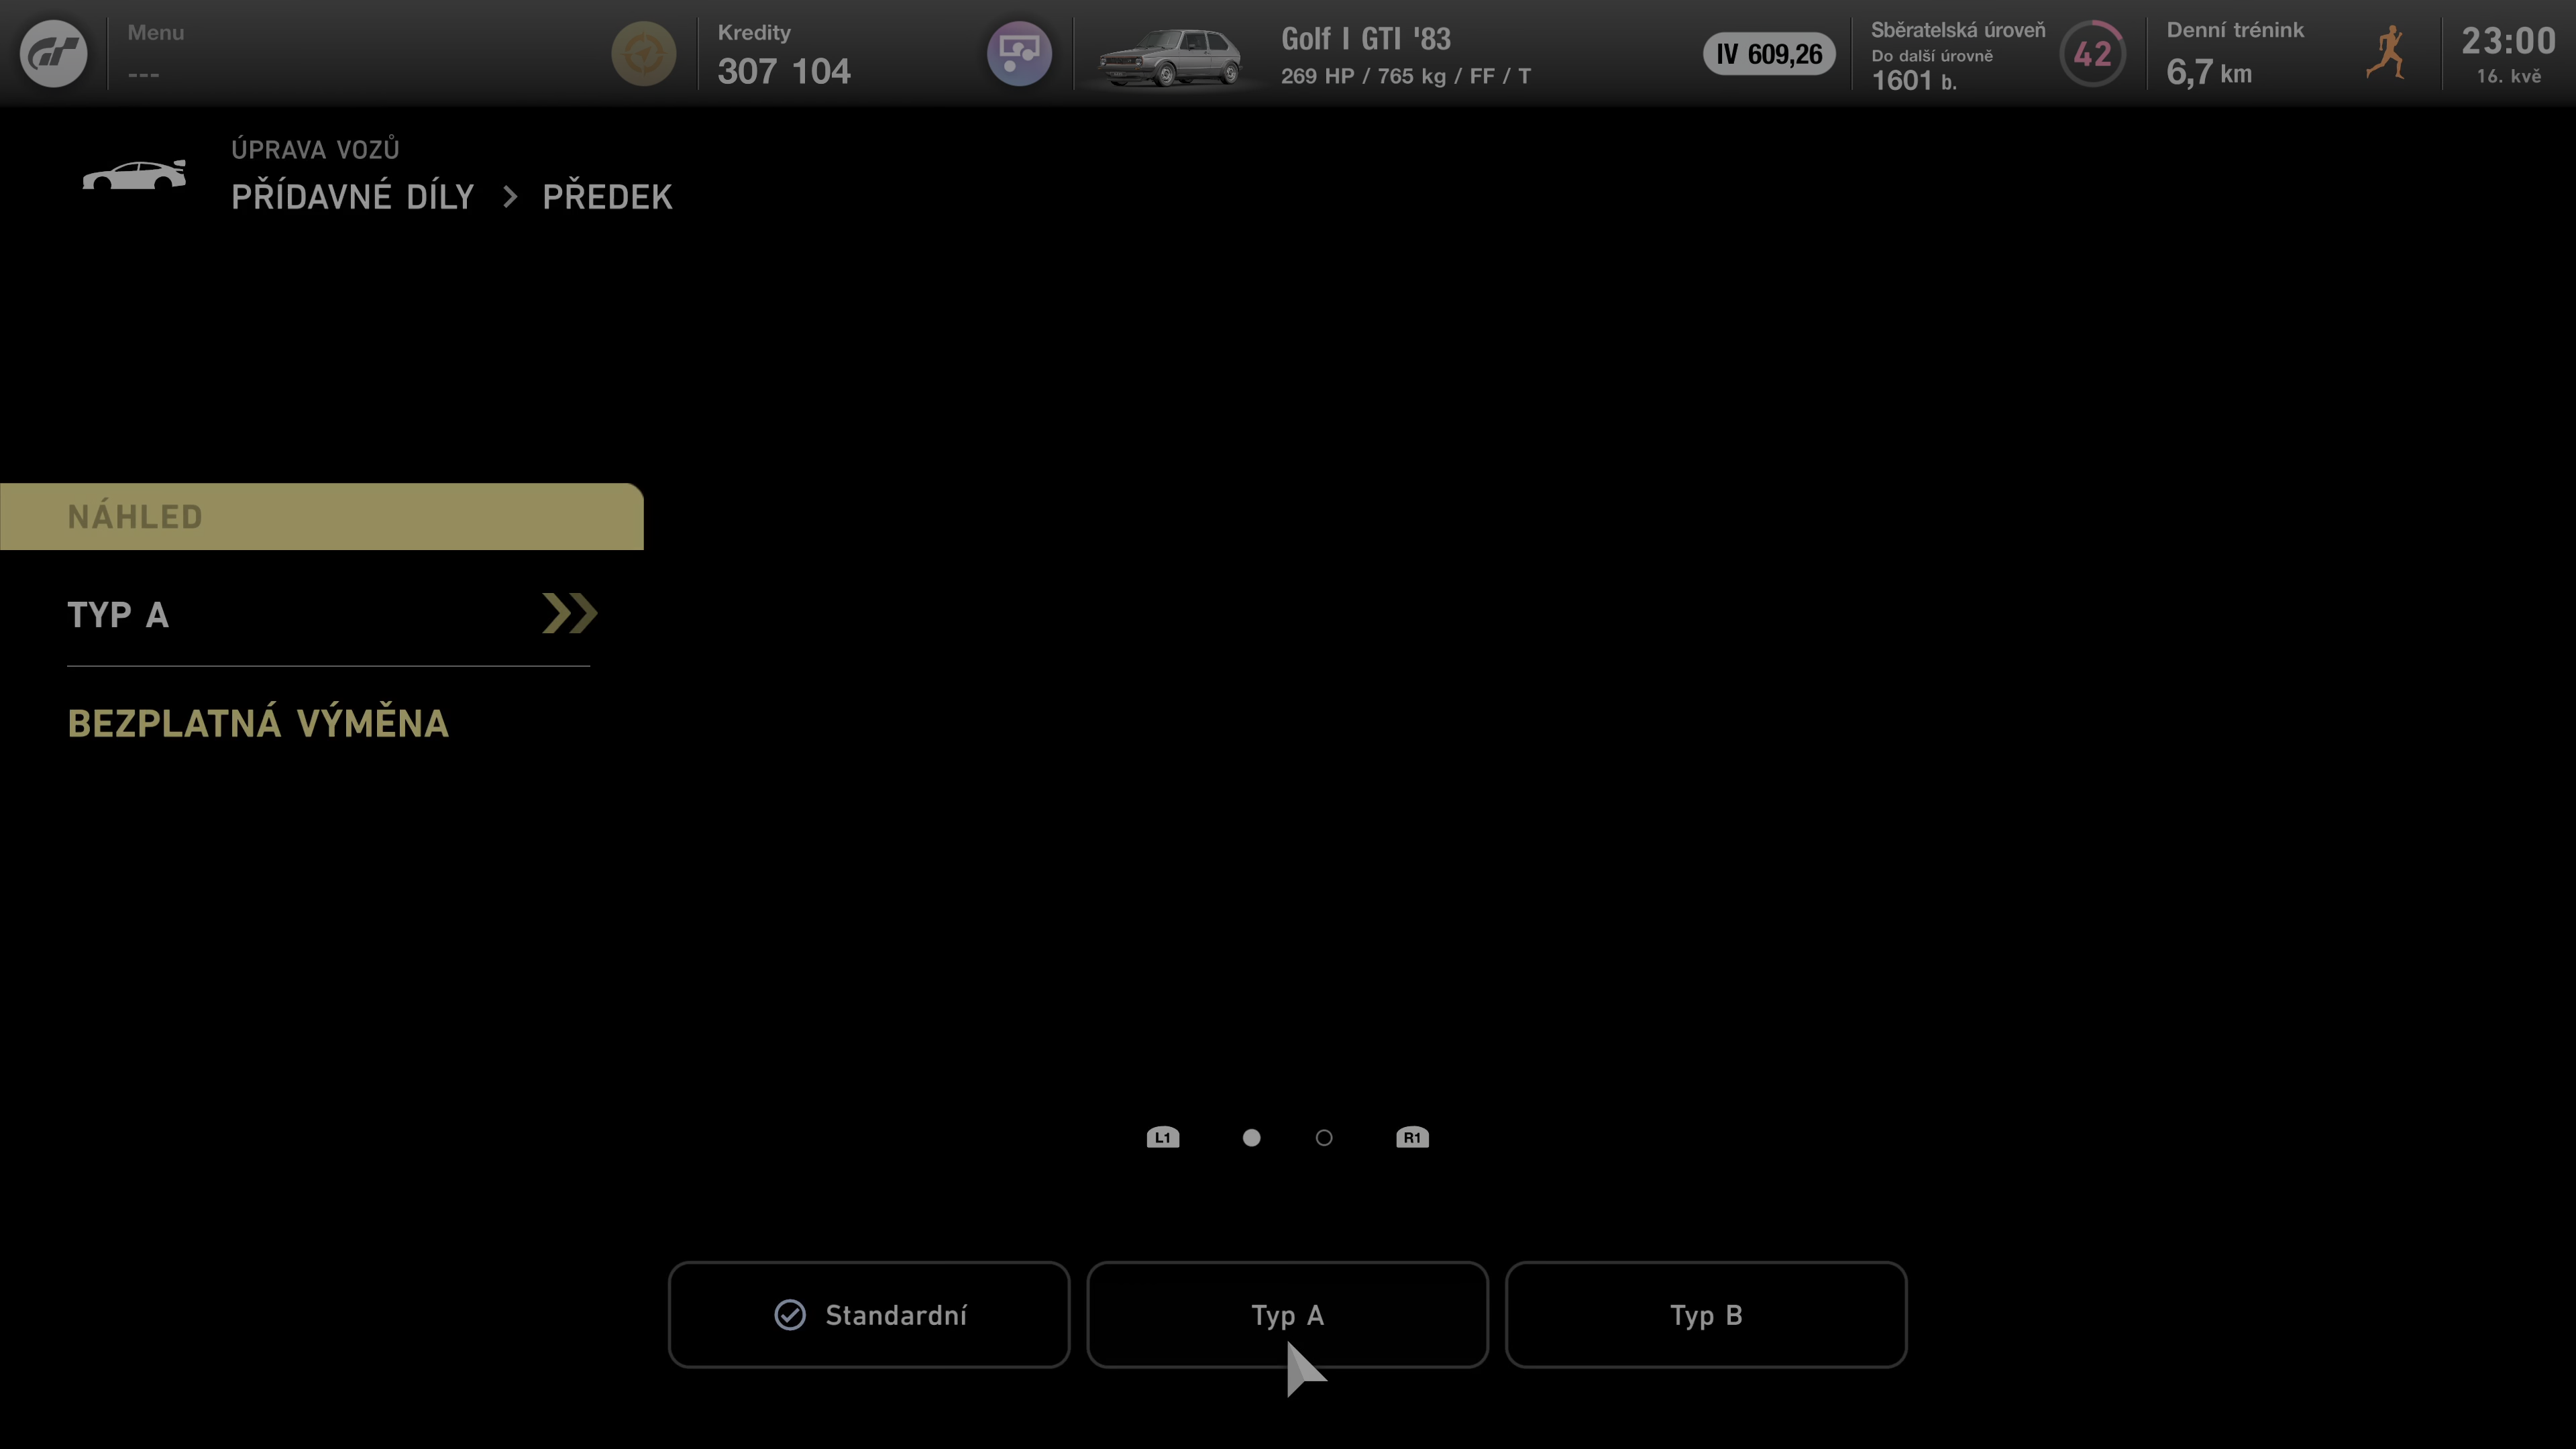 Menu
---
Kredity
307 104
Golf I GTI '83
269 HP / 765 kg / FF / T
IV 609,26
Sběratelská úroveň
Do další úrovně
1601 b.
42
Denní trénink
6,7 km
23:00
16. kvě
ÚPRAVA VOZŮ
PŘÍDAVNÉ DÍLY > PŘEDEK
NÁHLED
TYP A
BEZPLATNÁ VÝMĚNA
L1
R1
Standardní
Typ A
Typ B